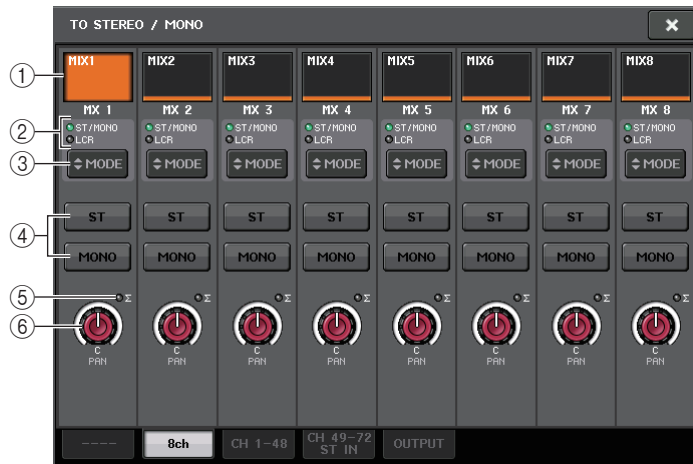 TO STEREO / MONO
MIX1 MIX2 MIX3 MIX4 MIX5 MIX6 MIX7 MIX8
① MX 1 MX 2 MX 3 MX 4 MX 5 MX 6 MX 7 MX 8
② ST/MONO ST/MONO ST/MONO ST/MONO ST/MONO ST/MONO ST/MONO ST/MONO
LCR LCR LCR LCR LCR LCR LCR LCR
③ MODE MODE MODE MODE MODE MODE MODE MODE
④ ST ST ST ST ST ST ST ST
MONO MONO MONO MONO MONO MONO MONO MONO
⑤ Σ Σ Σ Σ Σ Σ Σ Σ
⑥ C C C C C C C C
PAN PAN PAN PAN PAN PAN PAN PAN
---- 8ch CH 1-48 CH 49-72 OUTPUT
ST IN